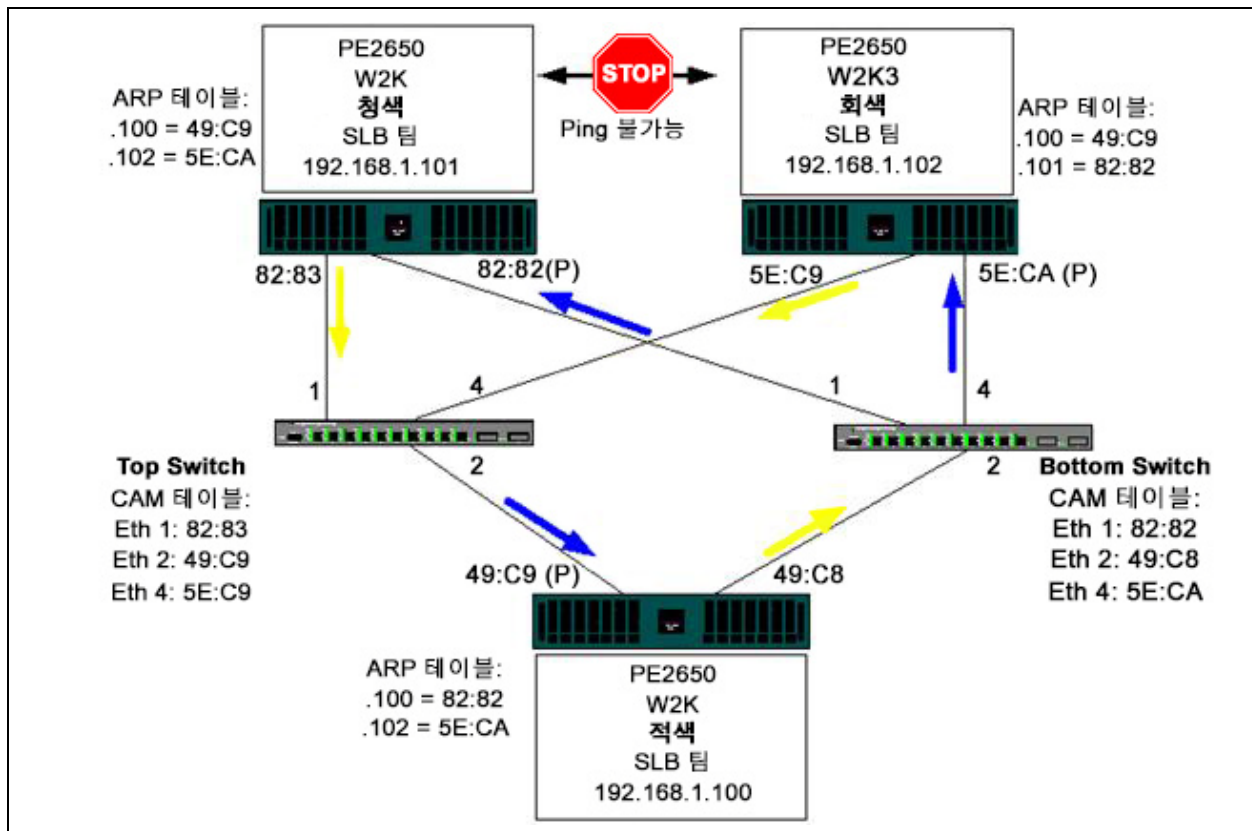 PE2650
W2K
청색
SLB 팀
192.168.1.101
STOP
Ping 불가능
PE2650
W2K3
회색
SLB 팀
192.168.1.102
ARP 테이블:
.100 = 49:C9
.102 = 5E:CA
ARP 테이블:
.100 = 49:C9
.101 = 82:82
82:83
82:82(P)
5E:C9
5E:CA (P)
1
4
1
4
2
2
Top Switch
CAM 테이블:
Eth 1: 82:83
Eth 2: 49:C9
Eth 4: 5E:C9
Bottom Switch
CAM 테이블:
Eth 1: 82:82
Eth 2: 49:C8
Eth 4: 5E:CA
49:C9 (P)
49:C8
ARP 테이블:
.100 = 82:82
.102 = 5E:CA
PE2650
W2K
적색
SLB 팀
192.168.1.100